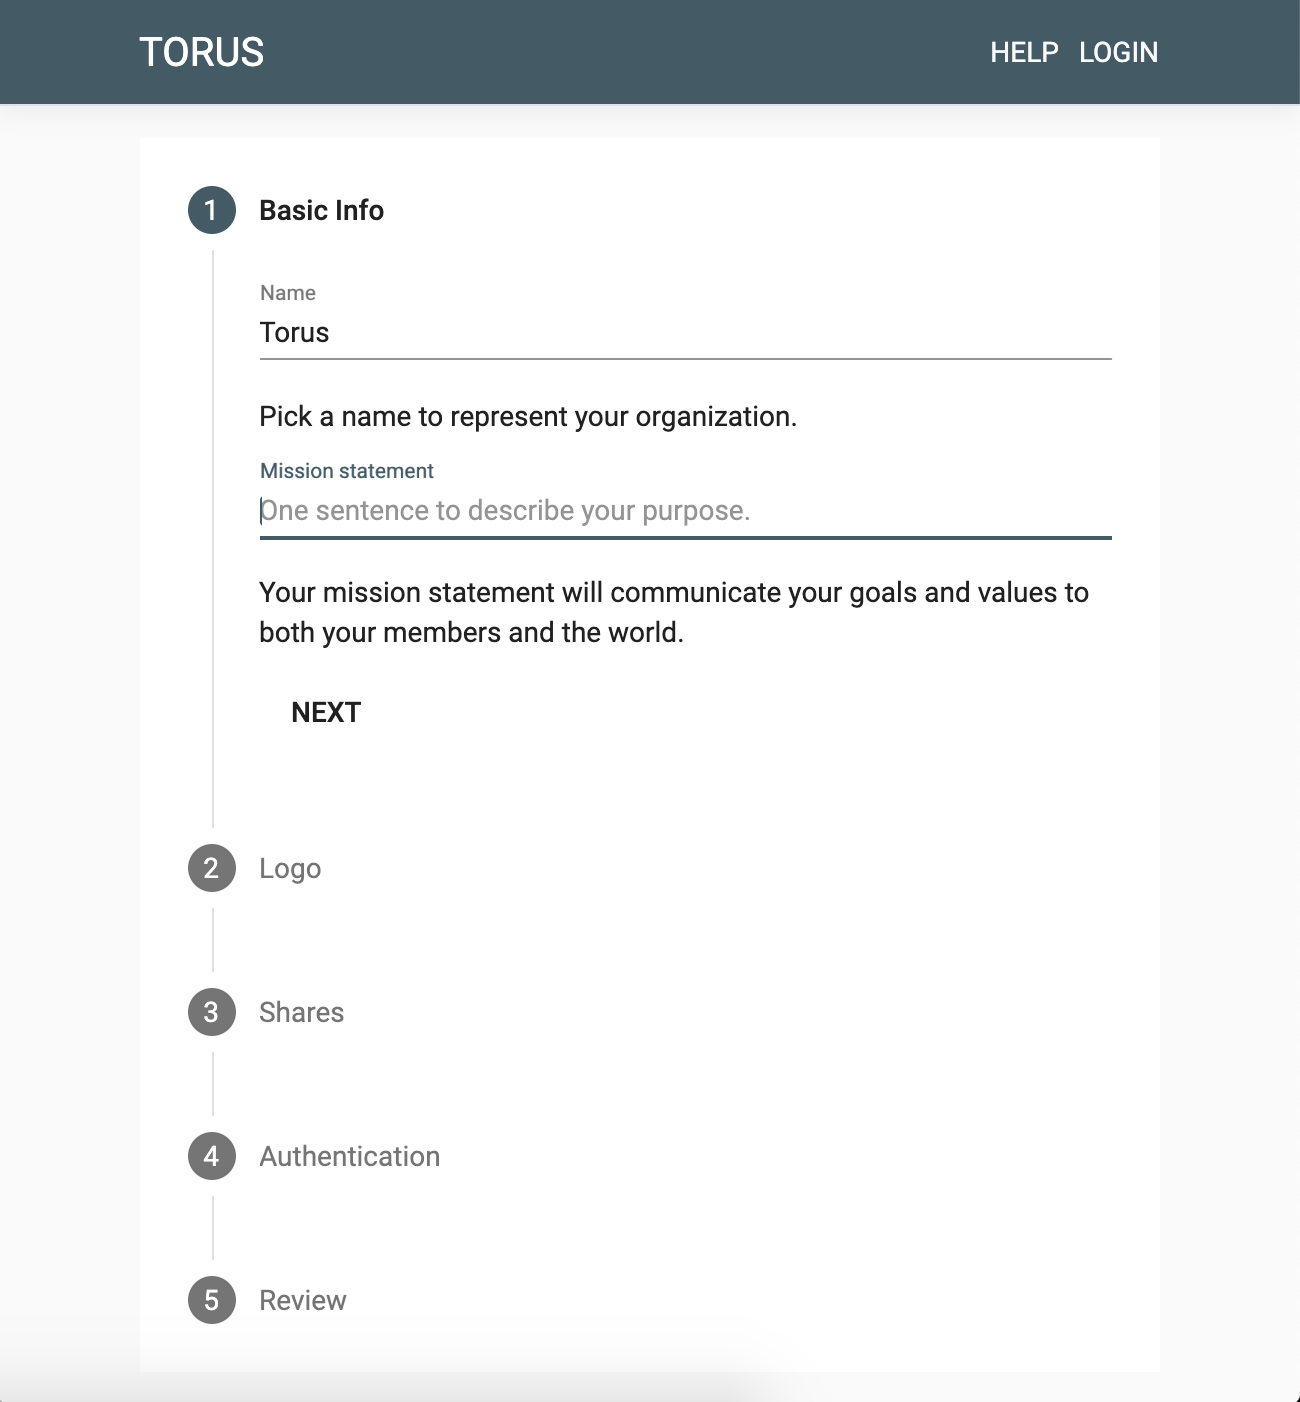 TORUS
HELP LOGIN
1 Basic Info
Name
Torus
Pick a name to represent your organization.
Mission statement
One sentence to describe your purpose.
Your mission statement will communicate your goals and values to
both your members and the world.
NEXT
2 Logo
3 Shares
4 Authentication
5 Review